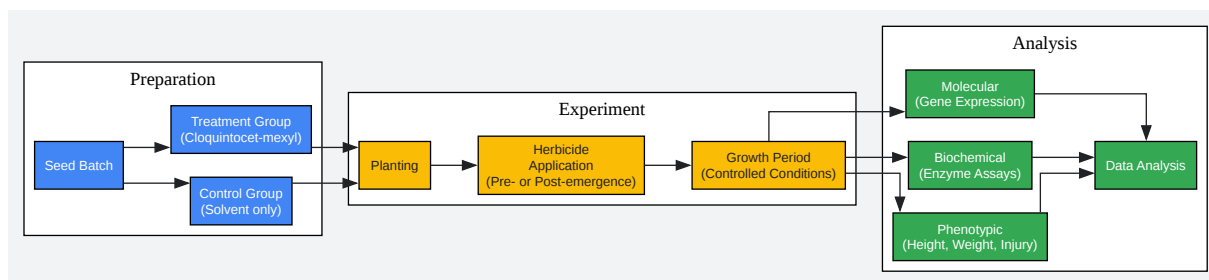 Preparation
Seed Batch
Treatment Group
(Cloquintocet-mexyl)
Control Group
(Solvent only)
Experiment
Planting
Herbicide
Application
(Pre- or Post-emergence)
Growth Period
(Controlled Conditions)
Analysis
Molecular
(Gene Expression)
Biochemical
(Enzyme Assays)
Phenotypic
(Height, Weight, Injury)
Data Analysis